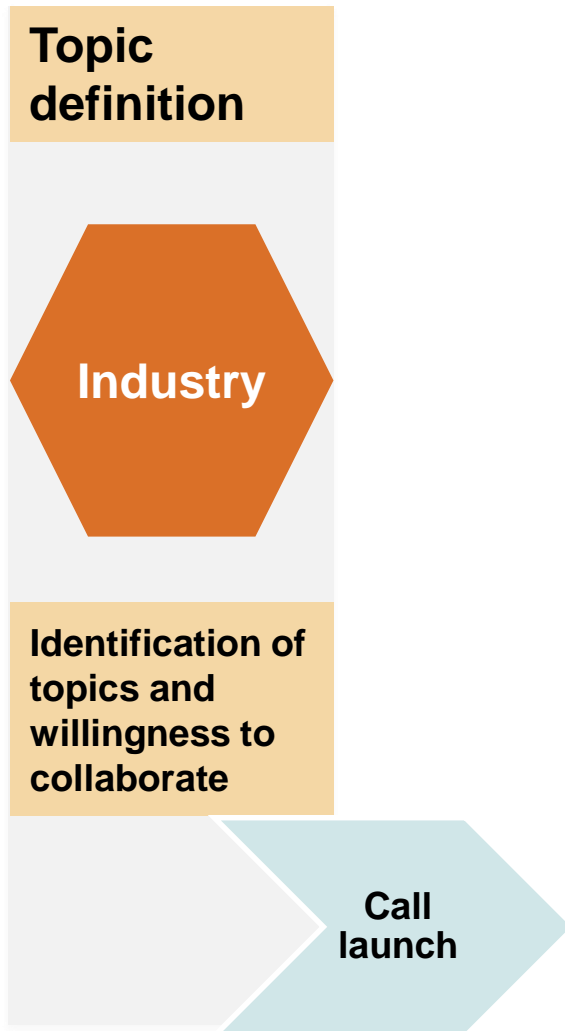 Topic
definition
Industry
Identification of
topics and
willingness to
collaborate
Call
launch